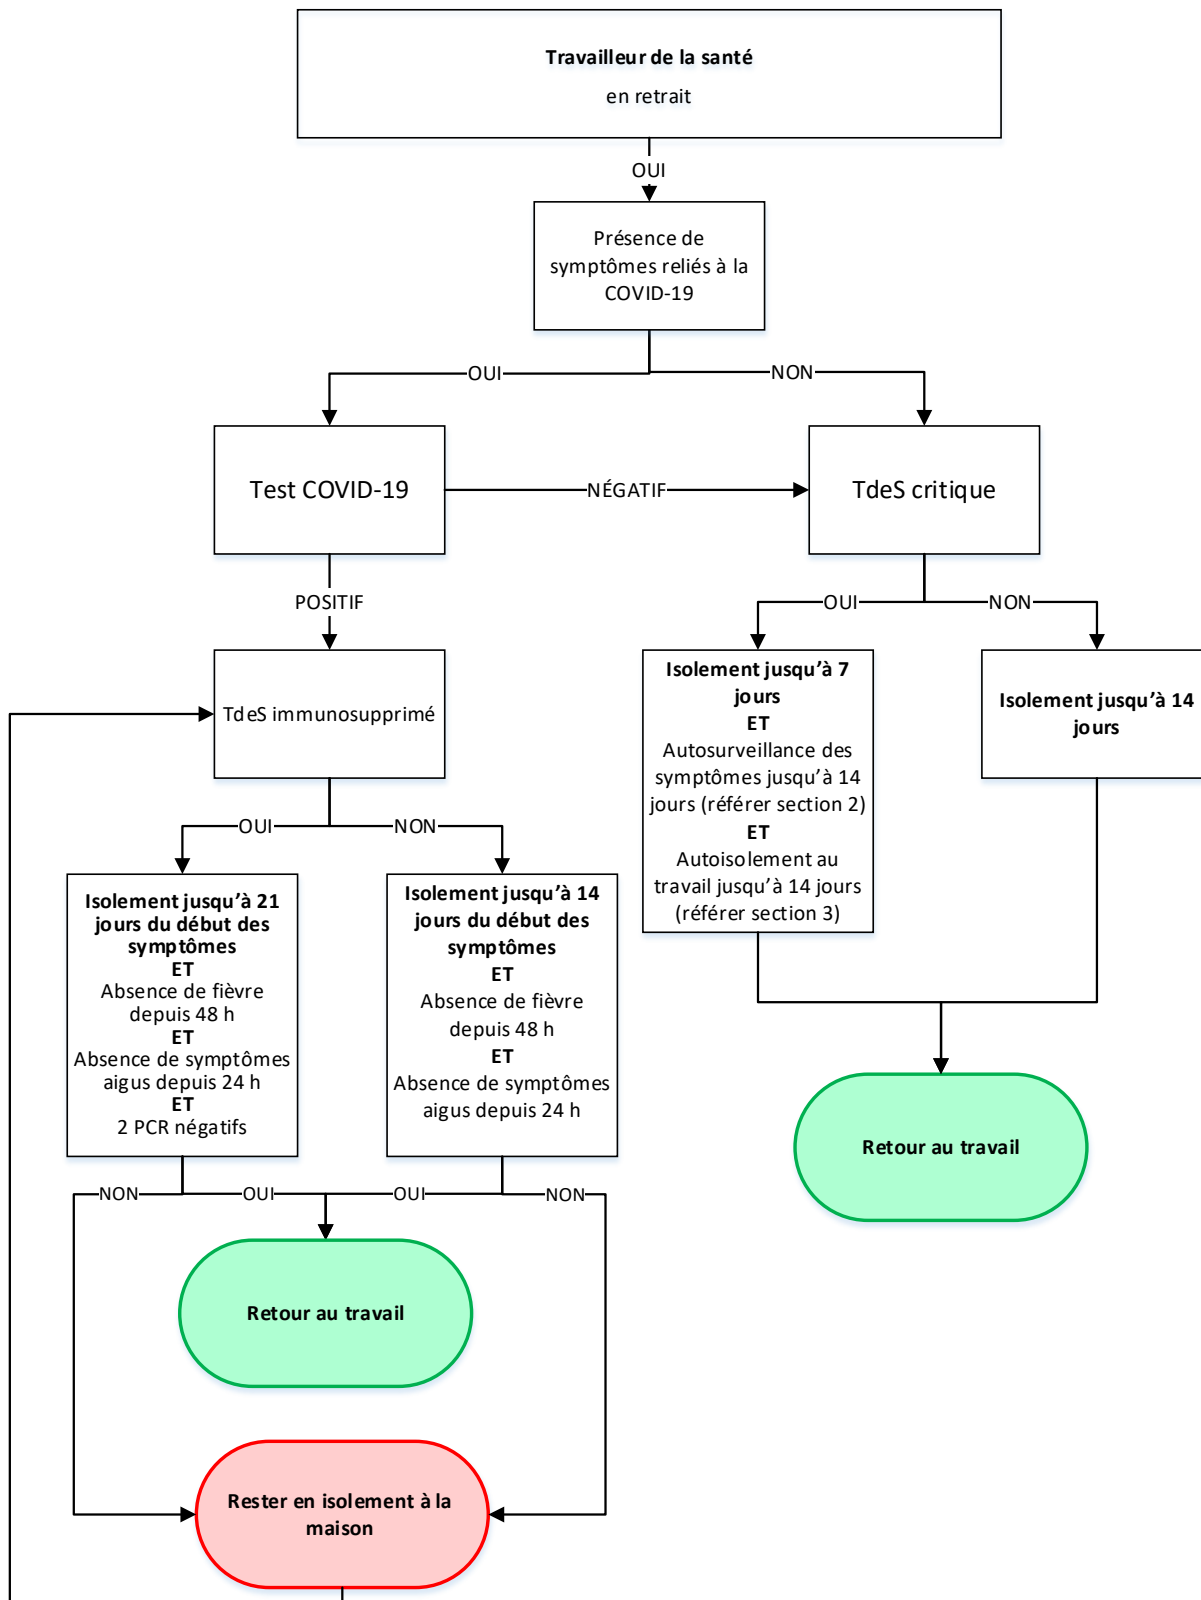 Travailleur de la santé
en retrait
OUI
Présence de
symptômes reliés à la
COVID-19
OUI
NON
Test COVID-19
NÉGATIF
TdeS critique
POSITIF
OUI
NON
TdeS immunosupprimé
Isolement jusqu'à 7
jours
ET
Autosurveillance des
symptômes jusqu'à 14
jours (référer section 2)
ET
Autoisolement au
travail jusqu'à 14 jours
(référer section 3)
Isolement jusqu'à 14
jours
OUI
NON
Isolement jusqu'à 21
jours du début des
symptômes
ET
Absence de fièvre
depuis 48 h
ET
Absence de symptômes
aigus depuis 24 h
ET
2 PCR négatifs
Isolement jusqu'à 14
jours du début des
symptômes
ET
Absence de fièvre
depuis 48 h
ET
Absence de symptômes
aigus depuis 24 h
Retour au travail
NON
OUI
OUI
NON
Retour au travail
Rester en isolement à la
maison